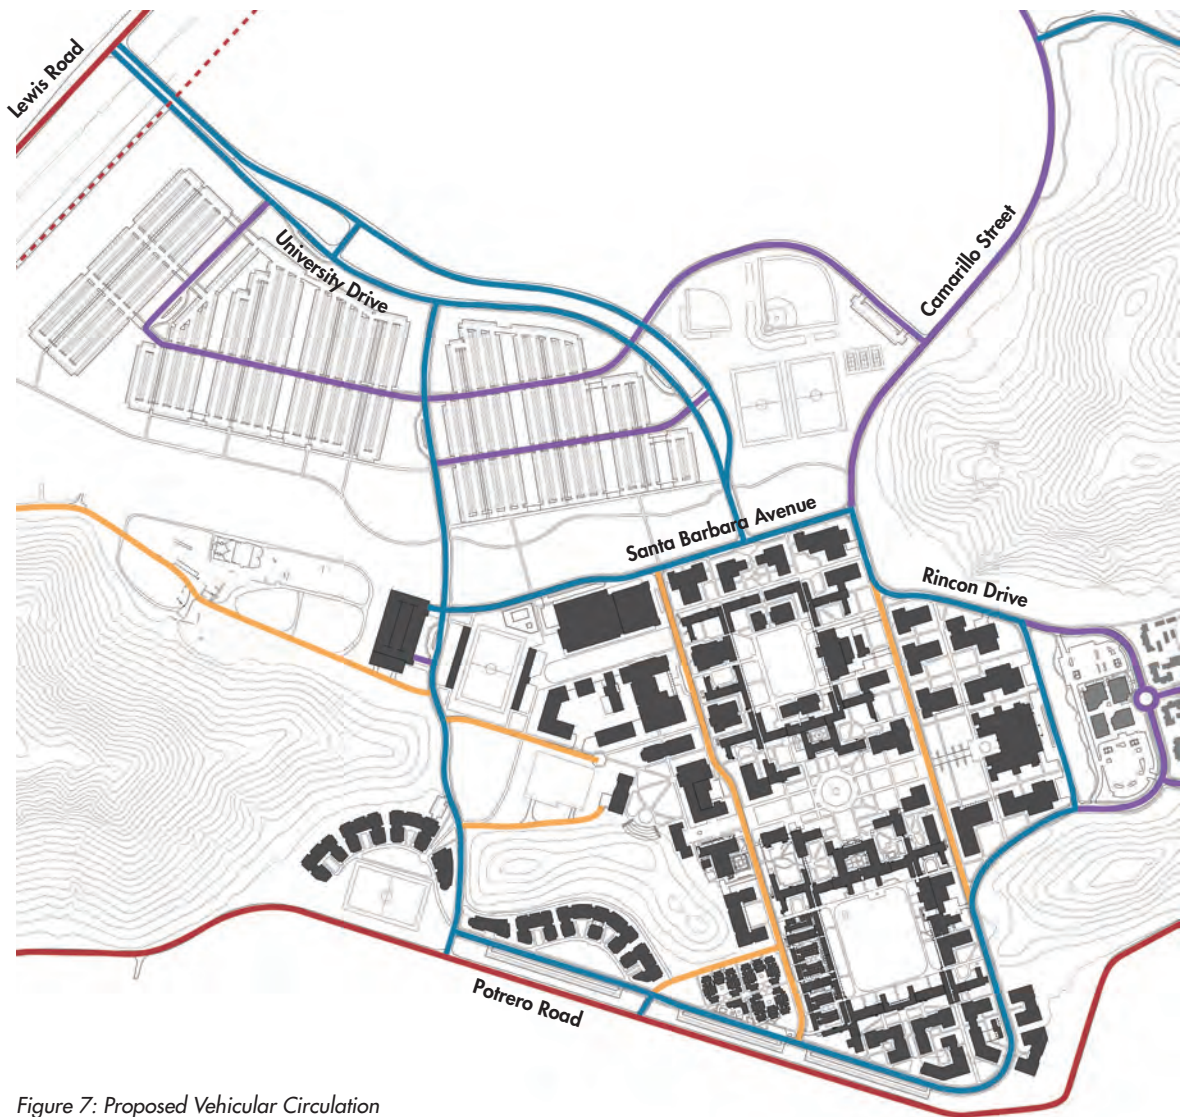 Lewis Road
University Drive
Camarillo Street
Santa Barbara Avenue
Rincon Drive
Potrero Road
Figure 7: Proposed Vehicular Circulation